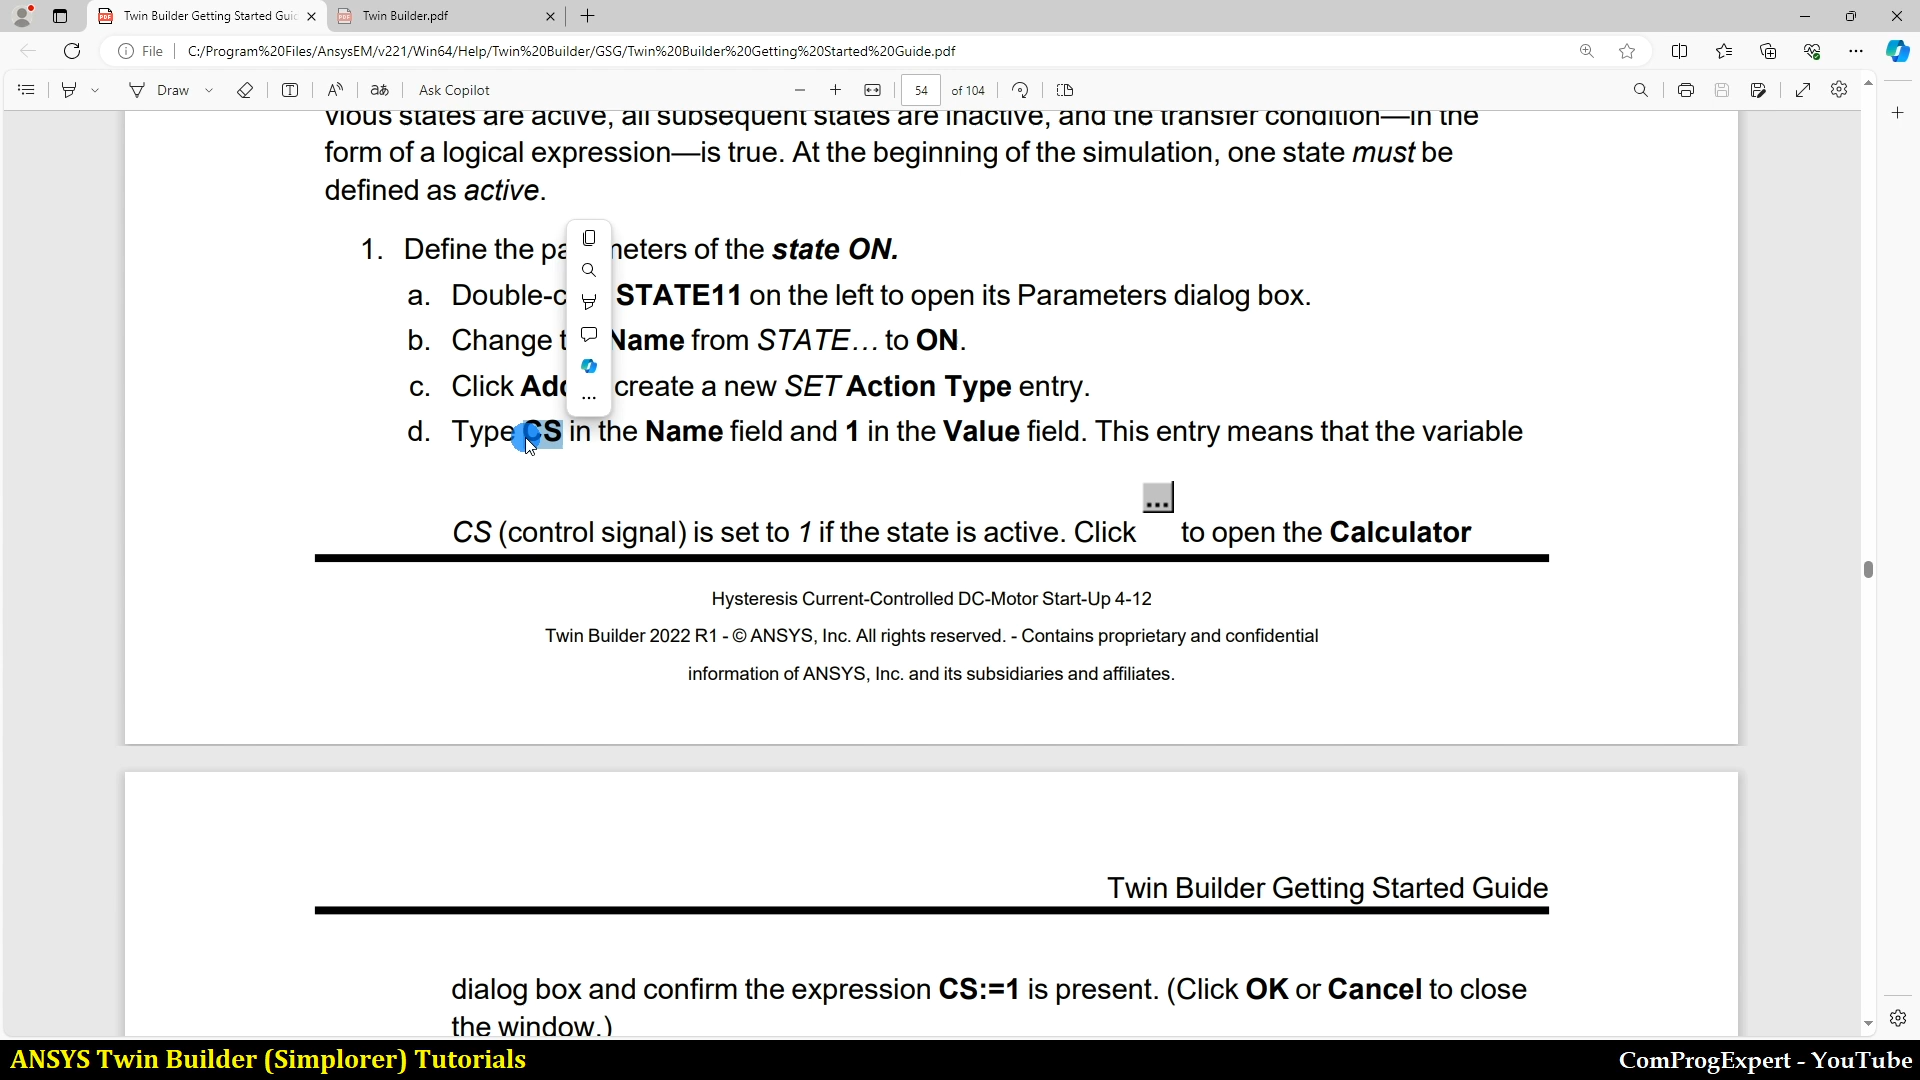 Twin Builder Getting Started Guid
Twin Builder.pdf
File
C:/Program%20Files/AnsysEM/v221/Win64/Help/Twin%20Builder/GSG/Twin%20Builder%20Getting%20Started%20Guide.pdf
Draw
aあ
Ask Copilot
54 of 104
vious states are active, all subsequent states are inactive, and the transfer condition—in the
form of a logical expression—is true. At the beginning of the simulation, one state must be
defined as active.
1. Define the pa meters of the state ON.
a. Double-c STATE11 on the left to open its Parameters dialog box.
b. Change t Name from STATE… to ON.
c. Click Add create a new SET Action Type entry.
d. Type CS in the Name field and 1 in the Value field. This entry means that the variable
CS (control signal) is set to 1 if the state is active. Click ... to open the Calculator
Hysteresis Current-Controlled DC-Motor Start-Up 4-12
Twin Builder 2022 R1 - © ANSYS, Inc. All rights reserved. - Contains proprietary and confidential
information of ANSYS, Inc. and its subsidiaries and affiliates.
Twin Builder Getting Started Guide
dialog box and confirm the expression CS:=1 is present. (Click OK or Cancel to close
the window.)
ANSYS Twin Builder (Simplorer) Tutorials
ComProgExpert - YouTube